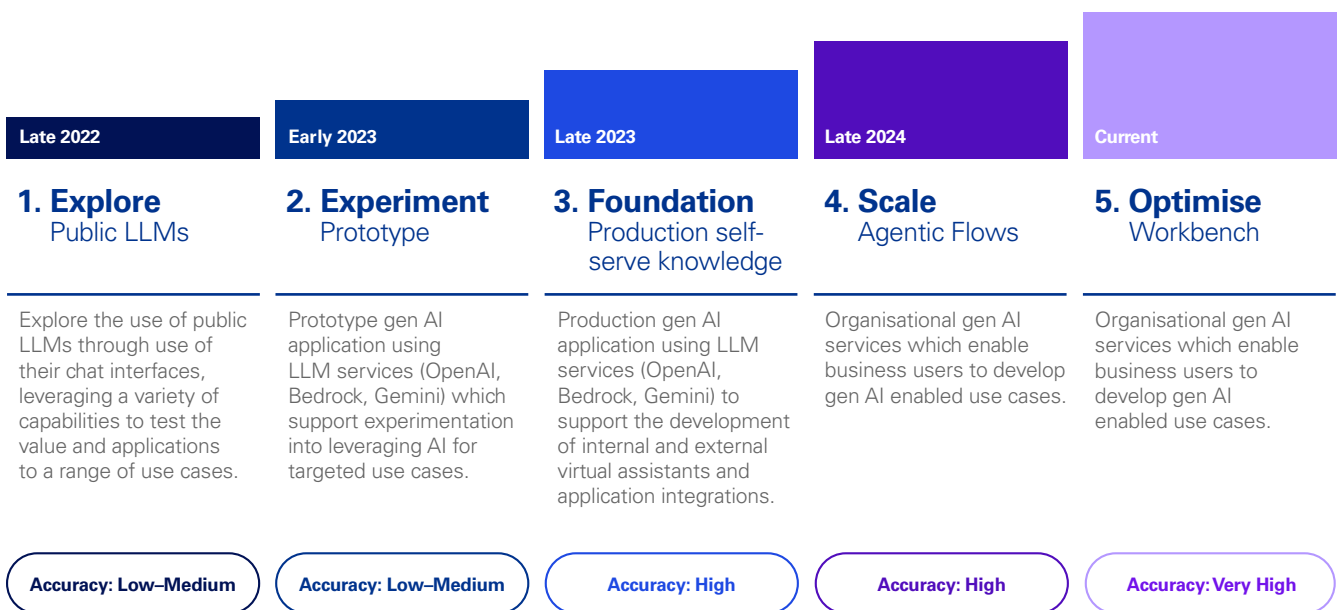 Late 2022
Early 2023
Late 2023
Late 2024
Current
1. Explore
Public LLMs
2. Experiment
Prototype
3. Foundation
Production self-
serve knowledge
4. Scale
Agentic Flows
5. Optimise
Workbench
Explore the use of public
LLMs through use of
their chat interfaces,
leveraging a variety of
capabilities to test the
value and applications
to a range of use cases.
Prototype gen AI
application using
LLM services (OpenAI,
Bedrock, Gemini) which
support experimentation
into leveraging AI for
targeted use cases.
Production gen AI
application using LLM
services (OpenAI,
Bedrock, Gemini) to
support the development
of internal and external
virtual assistants and
application integrations.
Organisational gen AI
services which enable
business users to develop
gen AI enabled use cases.
Organisational gen AI
services which enable
business users to
develop gen AI
enabled use cases.
Accuracy: Low–Medium
Accuracy: Low–Medium
Accuracy: High
Accuracy: High
Accuracy: Very High